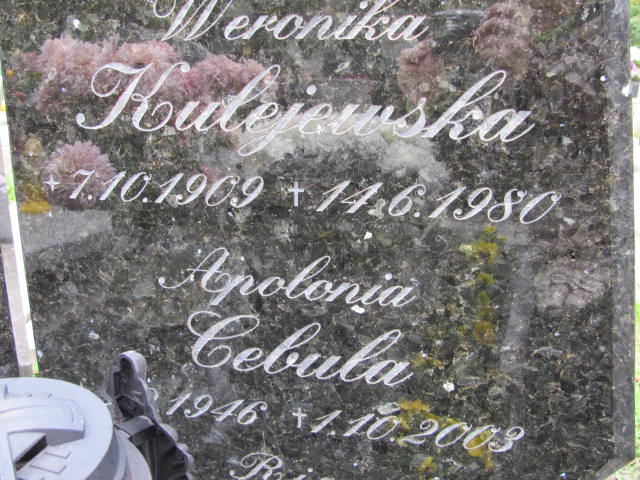 Weronika
Kulejewska
7.10.1909 † 14.6.1980
Apolonia
Cebula
1946 † 1.10.2003